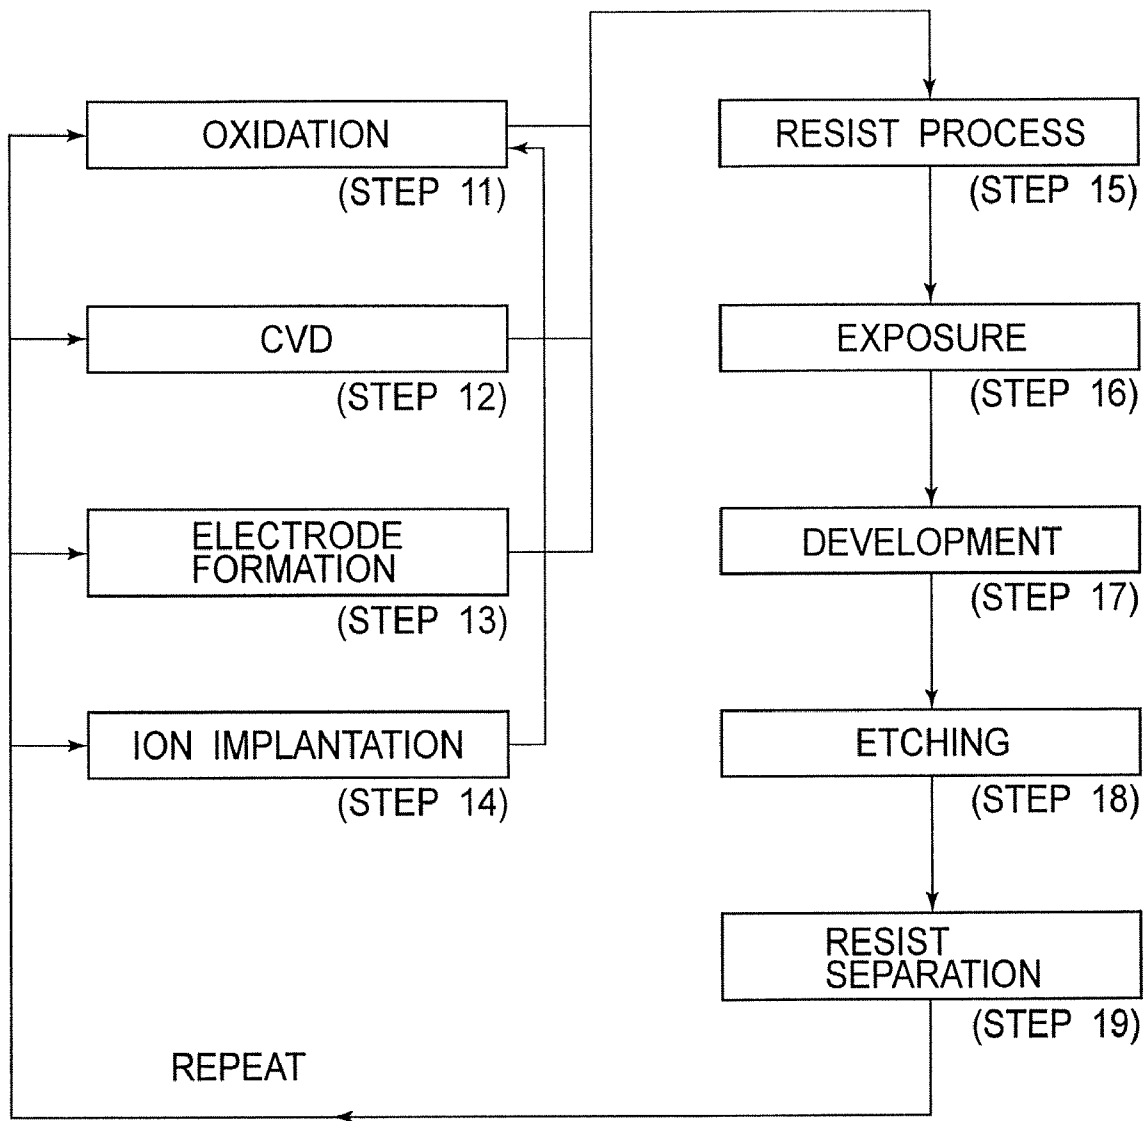 OXIDATION
(STEP 11)
CVD
(STEP 12)
ELECTRODE
FORMATION
(STEP 13)
ION IMPLANTATION
(STEP 14)
RESIST PROCESS
(STEP 15)
EXPOSURE
(STEP 16)
DEVELOPMENT
(STEP 17)
ETCHING
(STEP 18)
RESIST
SEPARATION
(STEP 19)
REPEAT